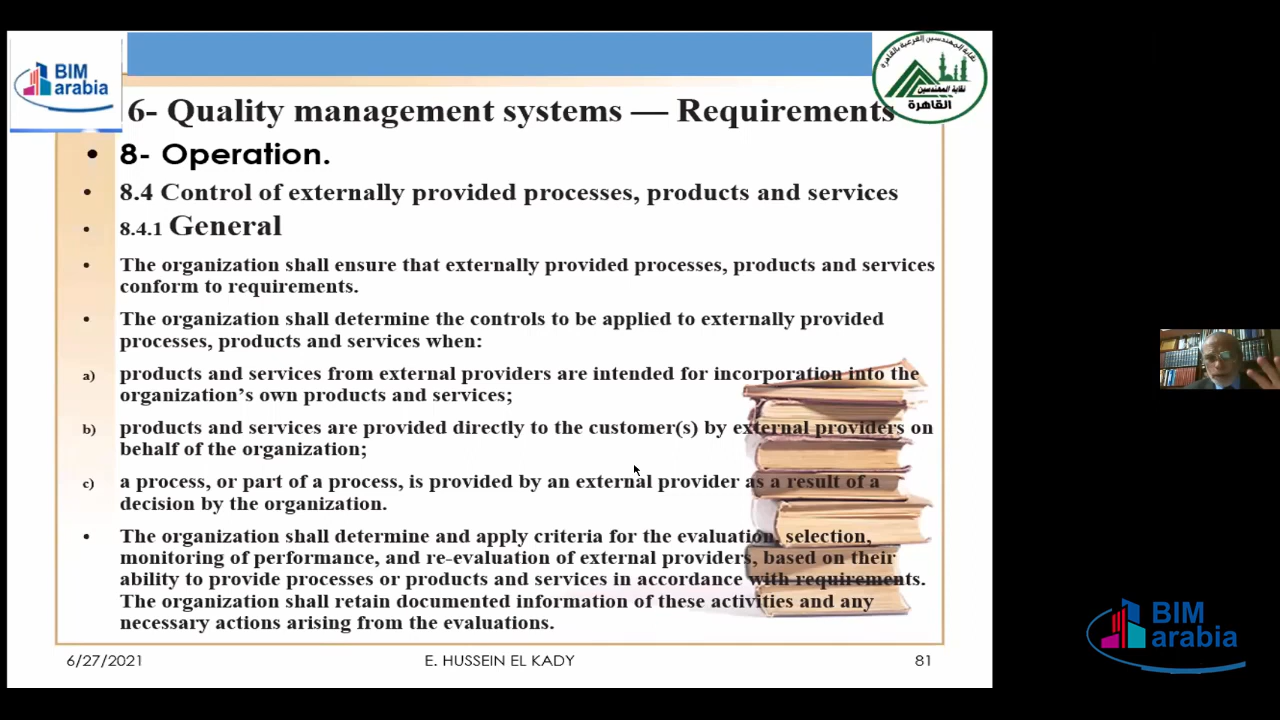 BIM
arabia
نقابة المهندسين الفرعية بالقاهرة
نقابة المهندسين
القاهرة
6- Quality management systems — Requirements
• 8- Operation.
• 8.4 Control of externally provided processes, products and services
• 8.4.1 General
• The organization shall ensure that externally provided processes, products and services
conform to requirements.
• The organization shall determine the controls to be applied to externally provided
processes, products and services when:
a) products and services from external providers are intended for incorporation into the
organization’s own products and services;
b) products and services are provided directly to the customer(s) by external providers on
behalf of the organization;
c) a process, or part of a process, is provided by an external provider as a result of a
decision by the organization.
• The organization shall determine and apply criteria for the evaluation, selection,
monitoring of performance, and re-evaluation of external providers, based on their
ability to provide processes or products and services in accordance with requirements.
The organization shall retain documented information of these activities and any
necessary actions arising from the evaluations.
6/27/2021
E. HUSSEIN EL KADY
81
BIM
arabia